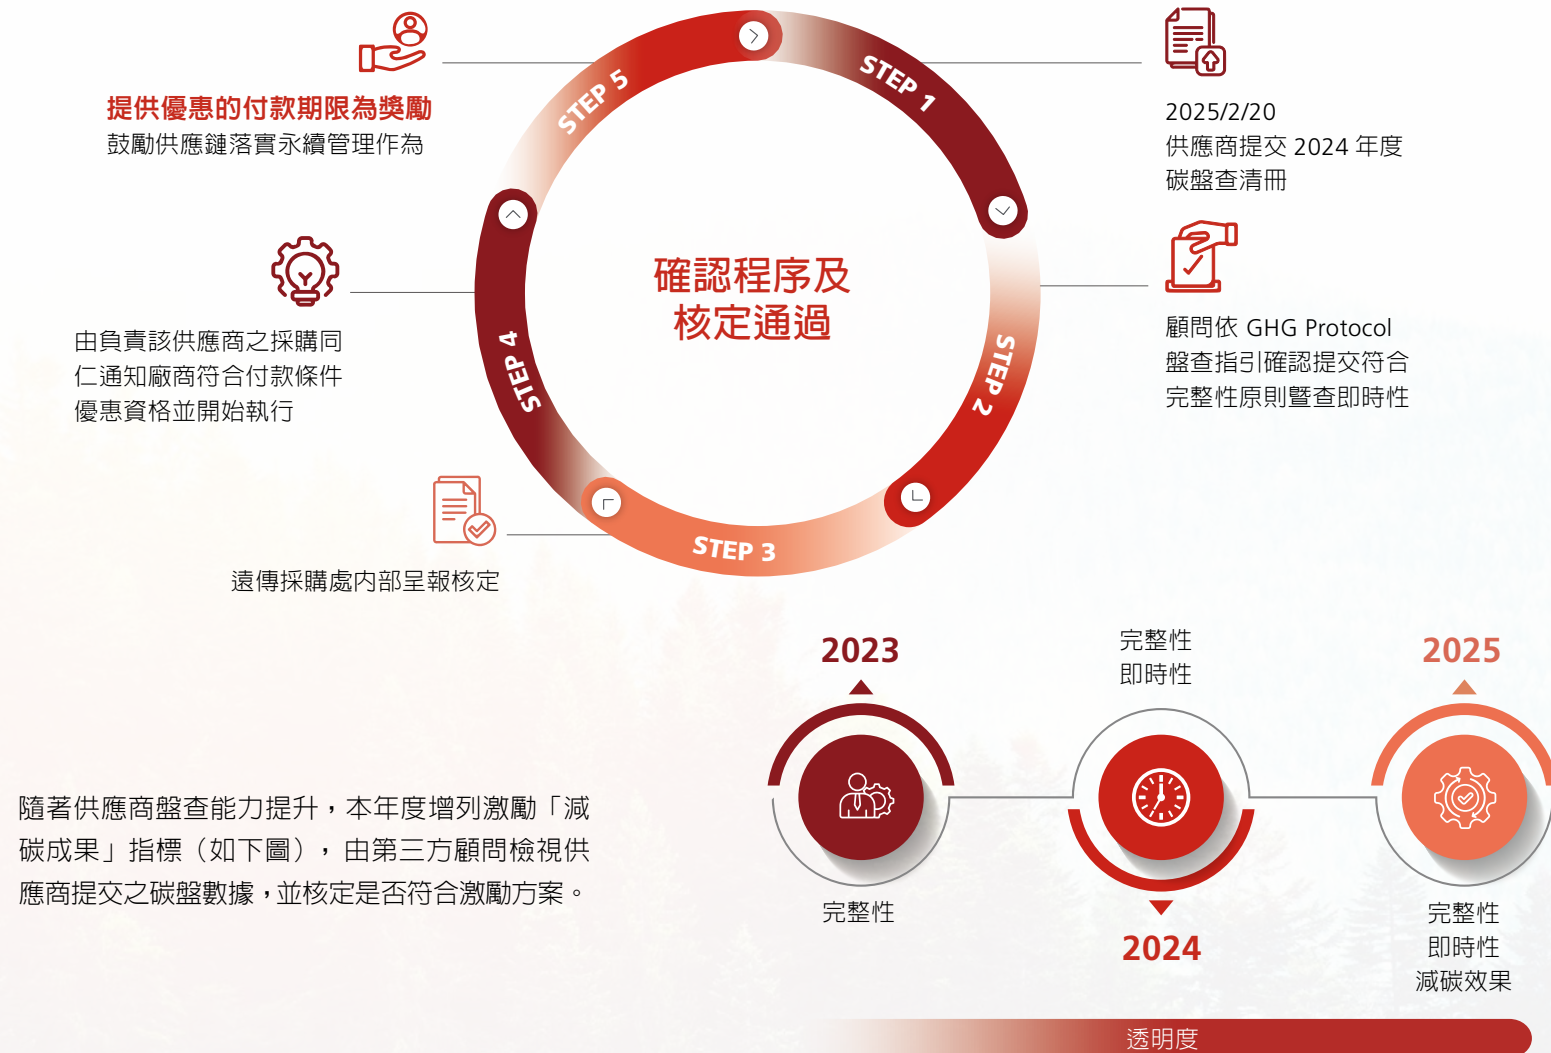 STEP 1
2025/2/20
供應商提交 2024 年度
碳盤查清冊
STEP 2
顧問依 GHG Protocol
盤查指引確認提交符合
完整性原則暨查即時性
STEP 3
遠傳採購處內部呈報核定
STEP 4
由負責該供應商之採購同
仁通知廠商符合付款條件
優惠資格並開始執行
STEP 5
提供優惠的付款期限為獎勵
鼓勵供應鏈落實永續管理作為
確認程序及
核定通過
隨著供應商盤查能力提升，本年度增列激勵「減
碳成果」指標（如下圖），由第三方顧問檢視供
應商提交之碳盤數據，並核定是否符合激勵方案。
2023
完整性
完整性
即時性
2024
2025
完整性
即時性
減碳效果
透明度